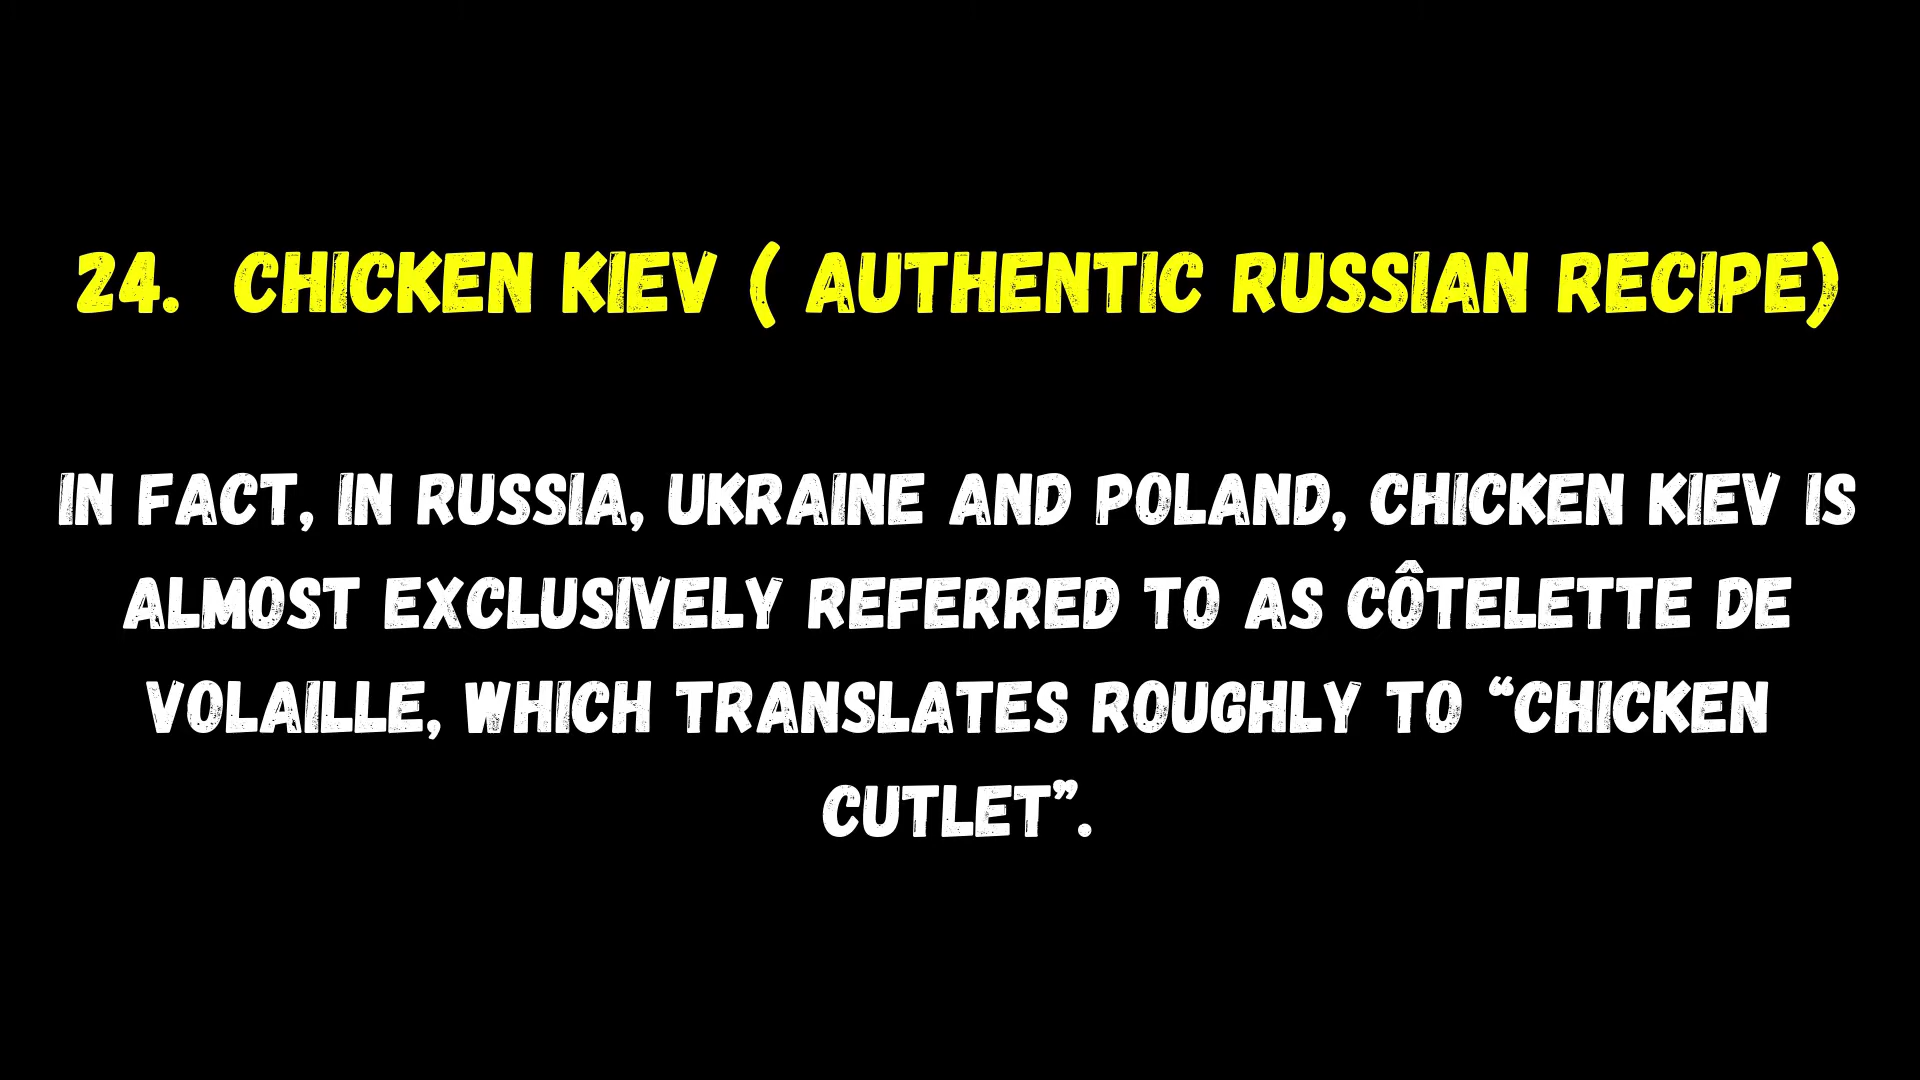 24.  CHICKEN KIEV ( AUTHENTIC RUSSIAN RECIPE)
IN FACT, IN RUSSIA, UKRAINE AND POLAND, CHICKEN KIEV IS
ALMOST EXCLUSIVELY REFERRED TO AS CÔTELETTE DE
VOLAILLE, WHICH TRANSLATES ROUGHLY TO “CHICKEN
CUTLET”.